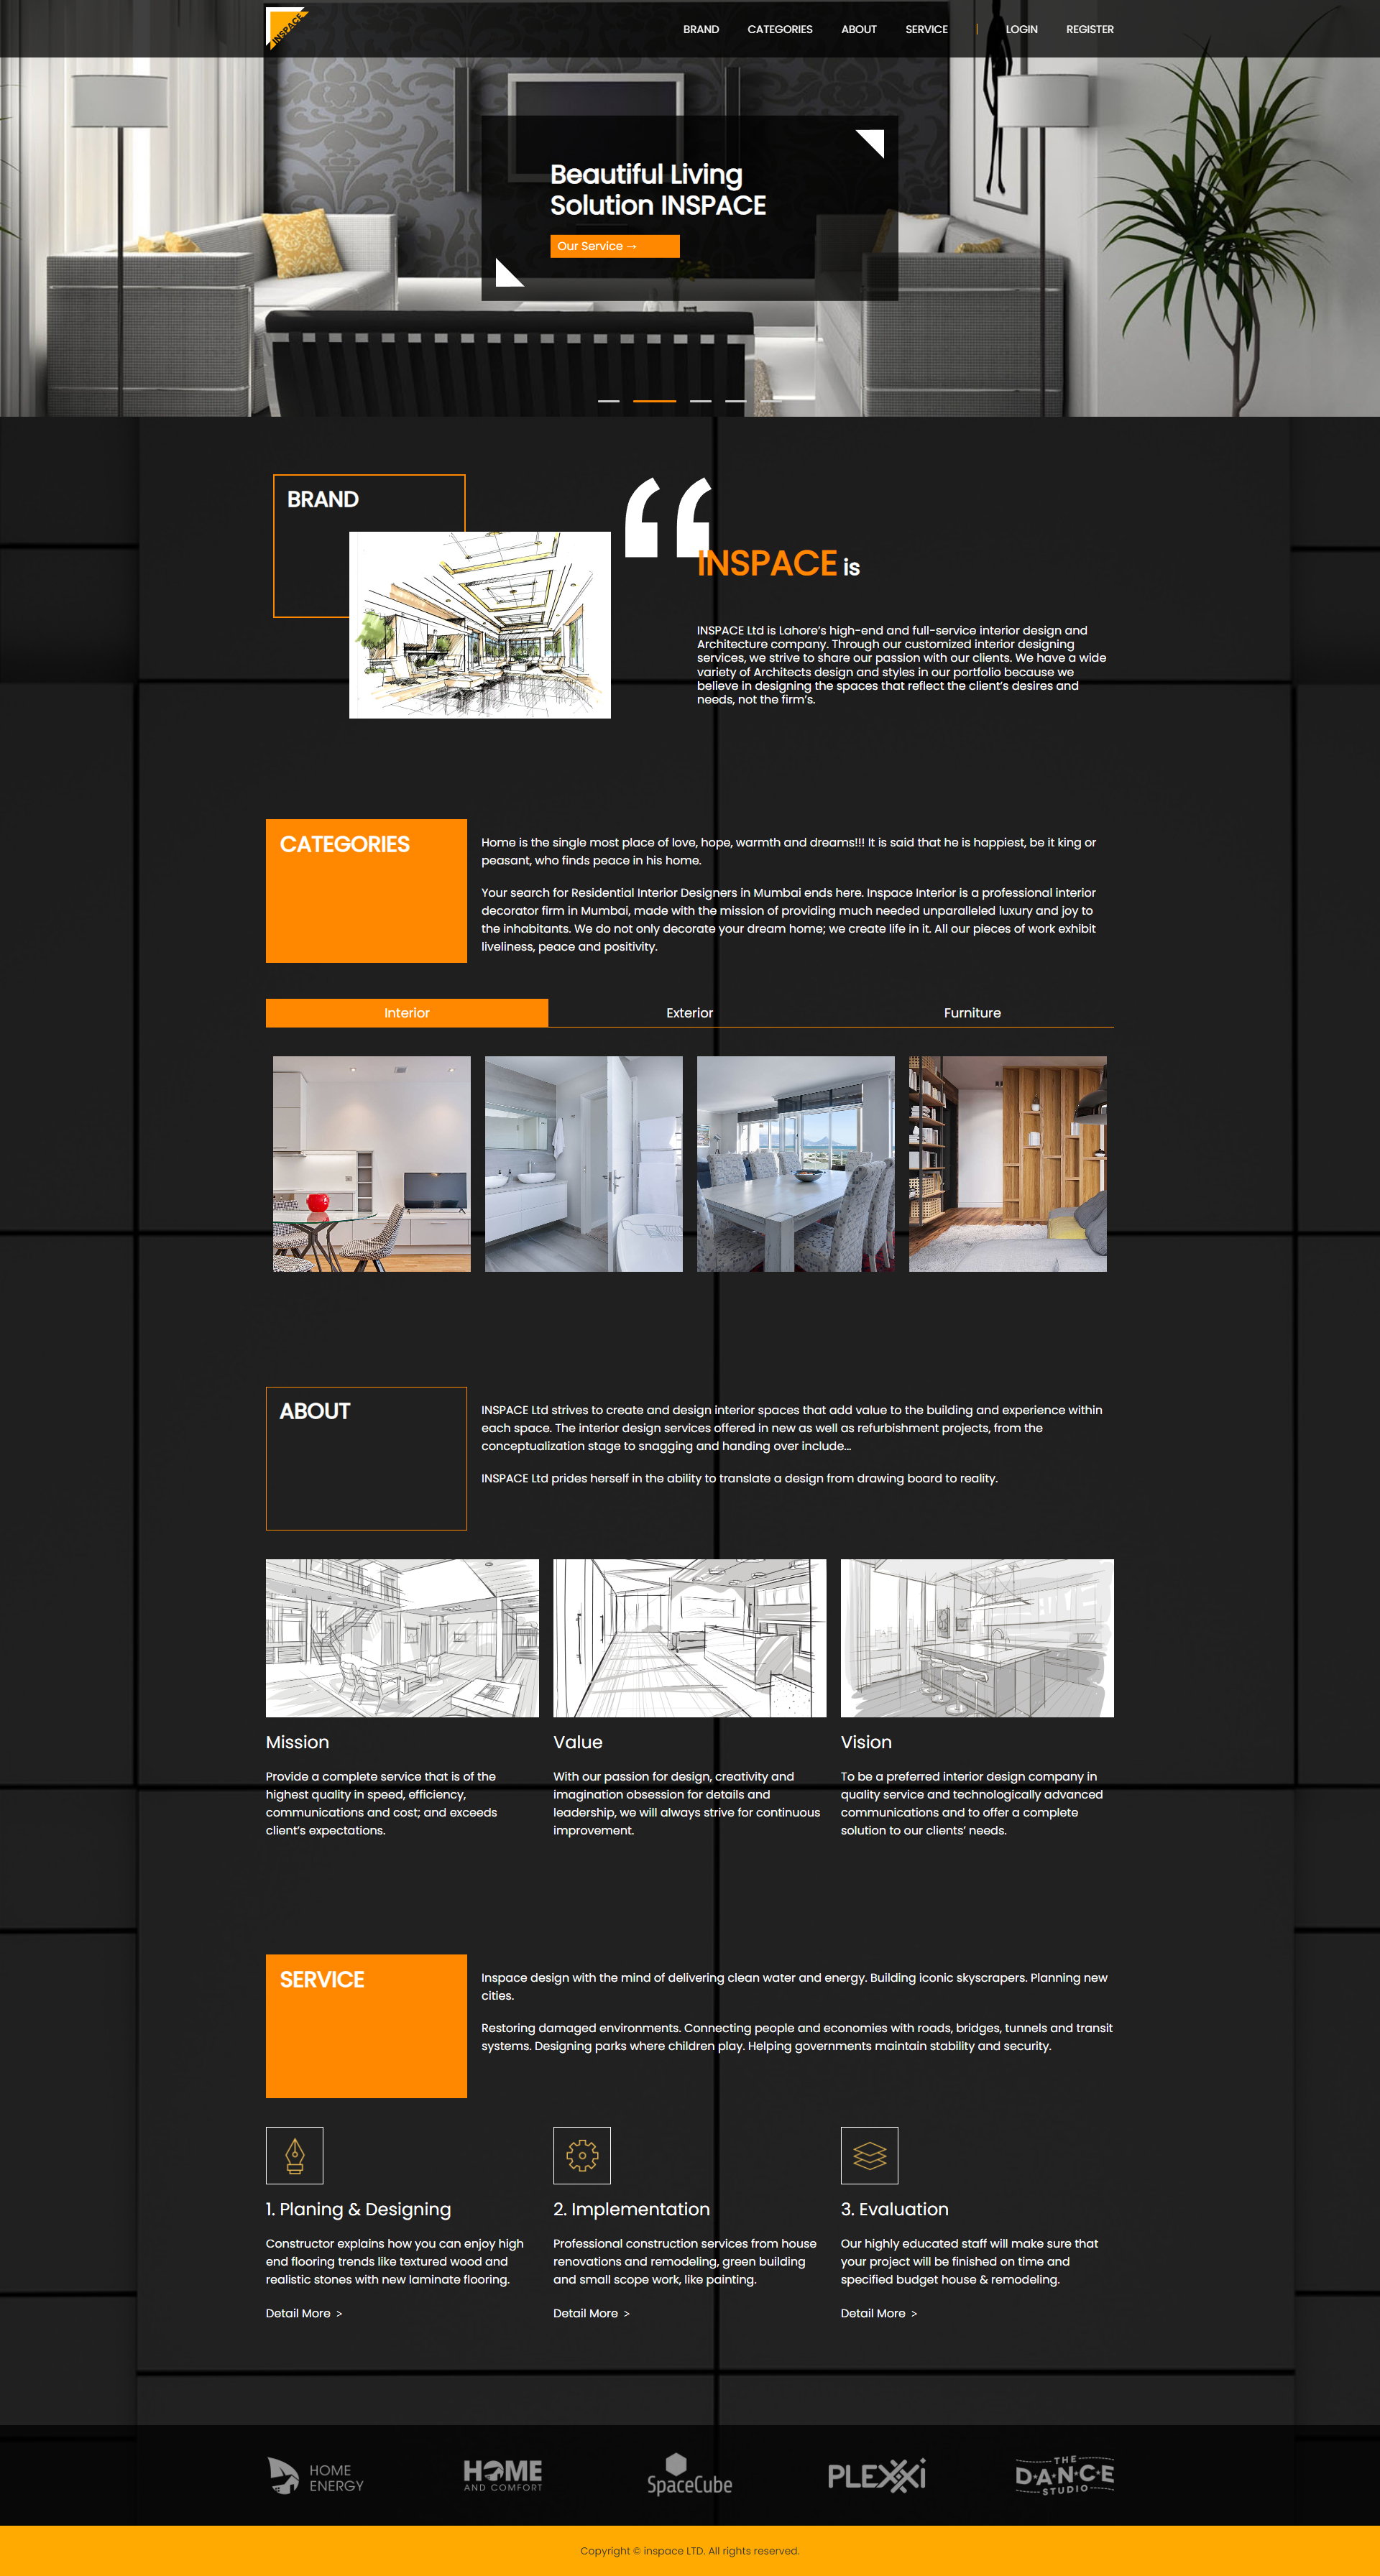 INSPACE
BRAND CATEGORIES ABOUT SERVICE | LOGIN REGISTER
Beautiful Living
Solution INSPACE
Our Service →
BRAND
“
INSPACE is
INSPACE Ltd is Lahore’s high-end and full-service interior design and
Architecture company. Through our customized interior designing
services, we strive to share our passion with our clients. We have a wide
variety of Architects design and styles in our portfolio because we
believe in designing the spaces that reflect the client’s desires and
needs, not the firm’s.
CATEGORIES
Home is the single most place of love, hope, warmth and dreams!!! It is said that he is happiest, be it king or
peasant, who finds peace in his home.
Your search for Residential Interior Designers in Mumbai ends here. Inspace Interior is a professional interior
decorator firm in Mumbai, made with the mission of providing much needed unparalleled luxury and joy to
the inhabitants. We do not only decorate your dream home; we create life in it. All our pieces of work exhibit
liveliness, peace and positivity.
Interior Exterior Furniture
ABOUT
INSPACE Ltd strives to create and design interior spaces that add value to the building and experience within
each space. The interior design services offered in new as well as refurbishment projects, from the
conceptualization stage to snagging and handing over include...
INSPACE Ltd prides herself in the ability to translate a design from drawing board to reality.
Mission
Provide a complete service that is of the
highest quality in speed, efficiency,
communications and cost; and exceeds
client’s expectations.
Value
With our passion for design, creativity and
imagination obsession for details and
leadership, we will always strive for continuous
improvement.
Vision
To be a preferred interior design company in
quality service and technologically advanced
communications and to offer a complete
solution to our clients’ needs.
SERVICE
Inspace design with the mind of delivering clean water and energy. Building iconic skyscrapers. Planning new
cities.
Restoring damaged environments. Connecting people and economies with roads, bridges, tunnels and transit
systems. Designing parks where children play. Helping governments maintain stability and security.
1. Planing & Designing
Constructor explains how you can enjoy high
end flooring trends like textured wood and
realistic stones with new laminate flooring.
Detail More >
2. Implementation
Professional construction services from house
renovations and remodeling, green building
and small scope work, like painting.
Detail More >
3. Evaluation
Our highly educated staff will make sure that
your project will be finished on time and
specified budget house & remodeling.
Detail More >
HOME
ENERGY
HOME
AND COMFORT
SpaceCube
PLEXXi
THE
D·A·N·C·E
STUDIO
Copyright © inspace LTD. All rights reserved.